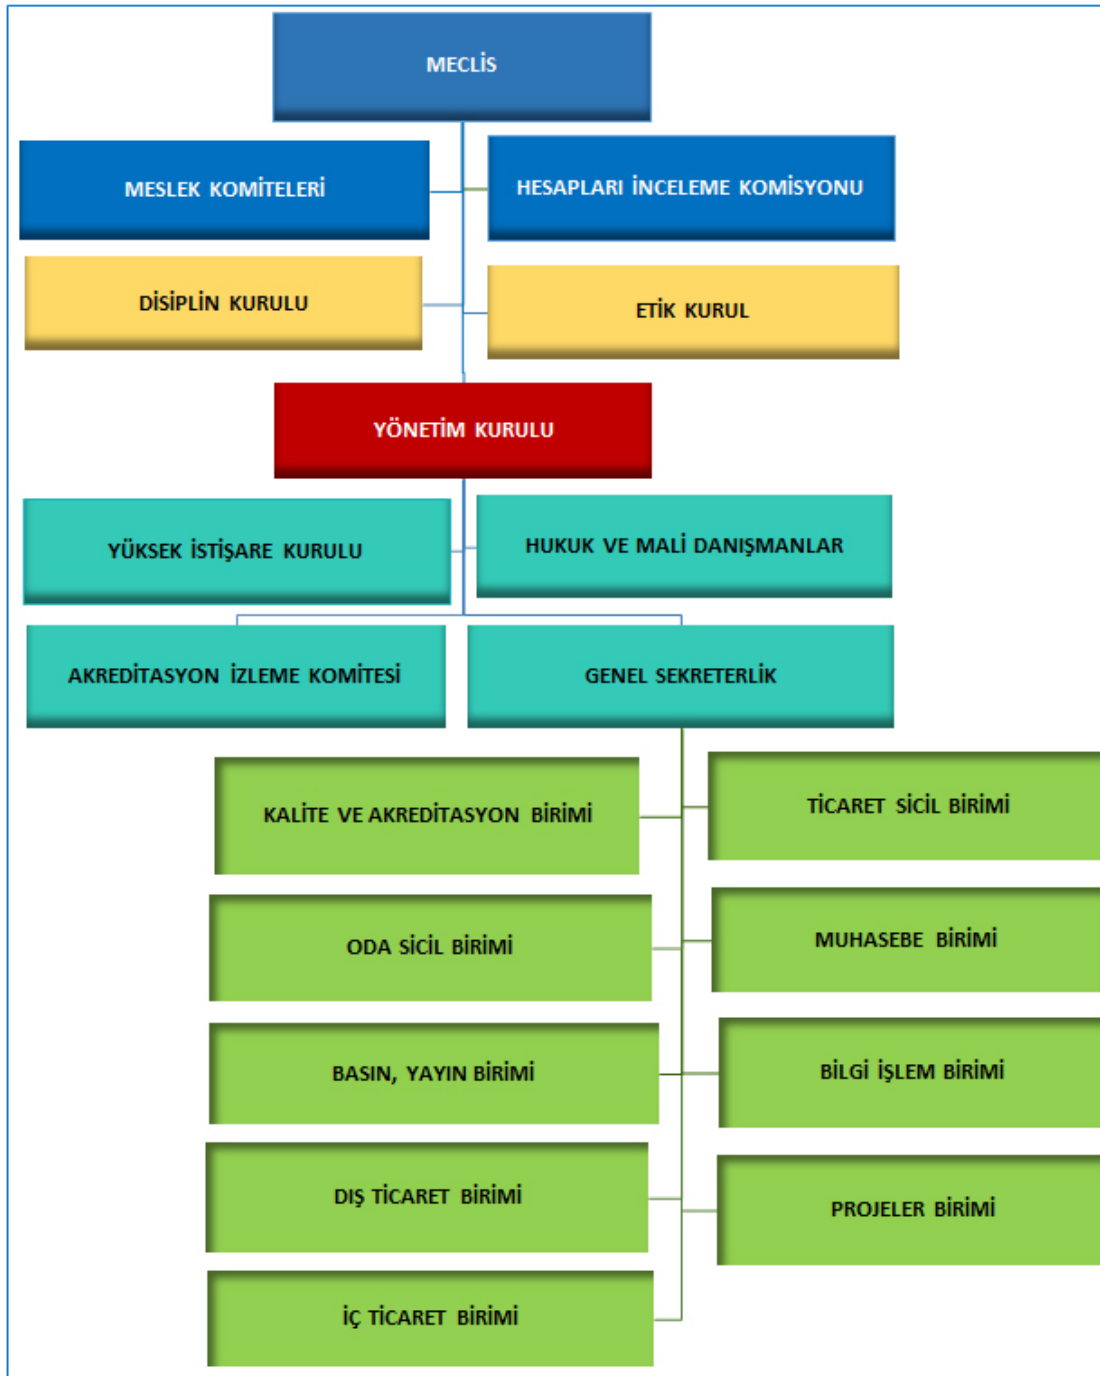 MECLİS
MESLEK KOMİTELERİ
HESAPLARI İNCELEME KOMİSYONU
DİSİPLİN KURULU
ETİK KURUL
YÖNETİM KURULU
YÜKSEK İSTİŞARE KURULU
HUKUK VE MALİ DANIŞMANLAR
AKREDİTASYON İZLEME KOMİTESİ
GENEL SEKRETERLİK
KALİTE VE AKREDİTASYON BİRİMİ
TİCARET SİCİL BİRİMİ
ODA SİCİL BİRİMİ
MUHASEBE BİRİMİ
BASIN, YAYIN BİRİMİ
BİLGİ İŞLEM BİRİMİ
DIŞ TİCARET BİRİMİ
PROJELER BİRİMİ
İÇ TİCARET BİRİMİ